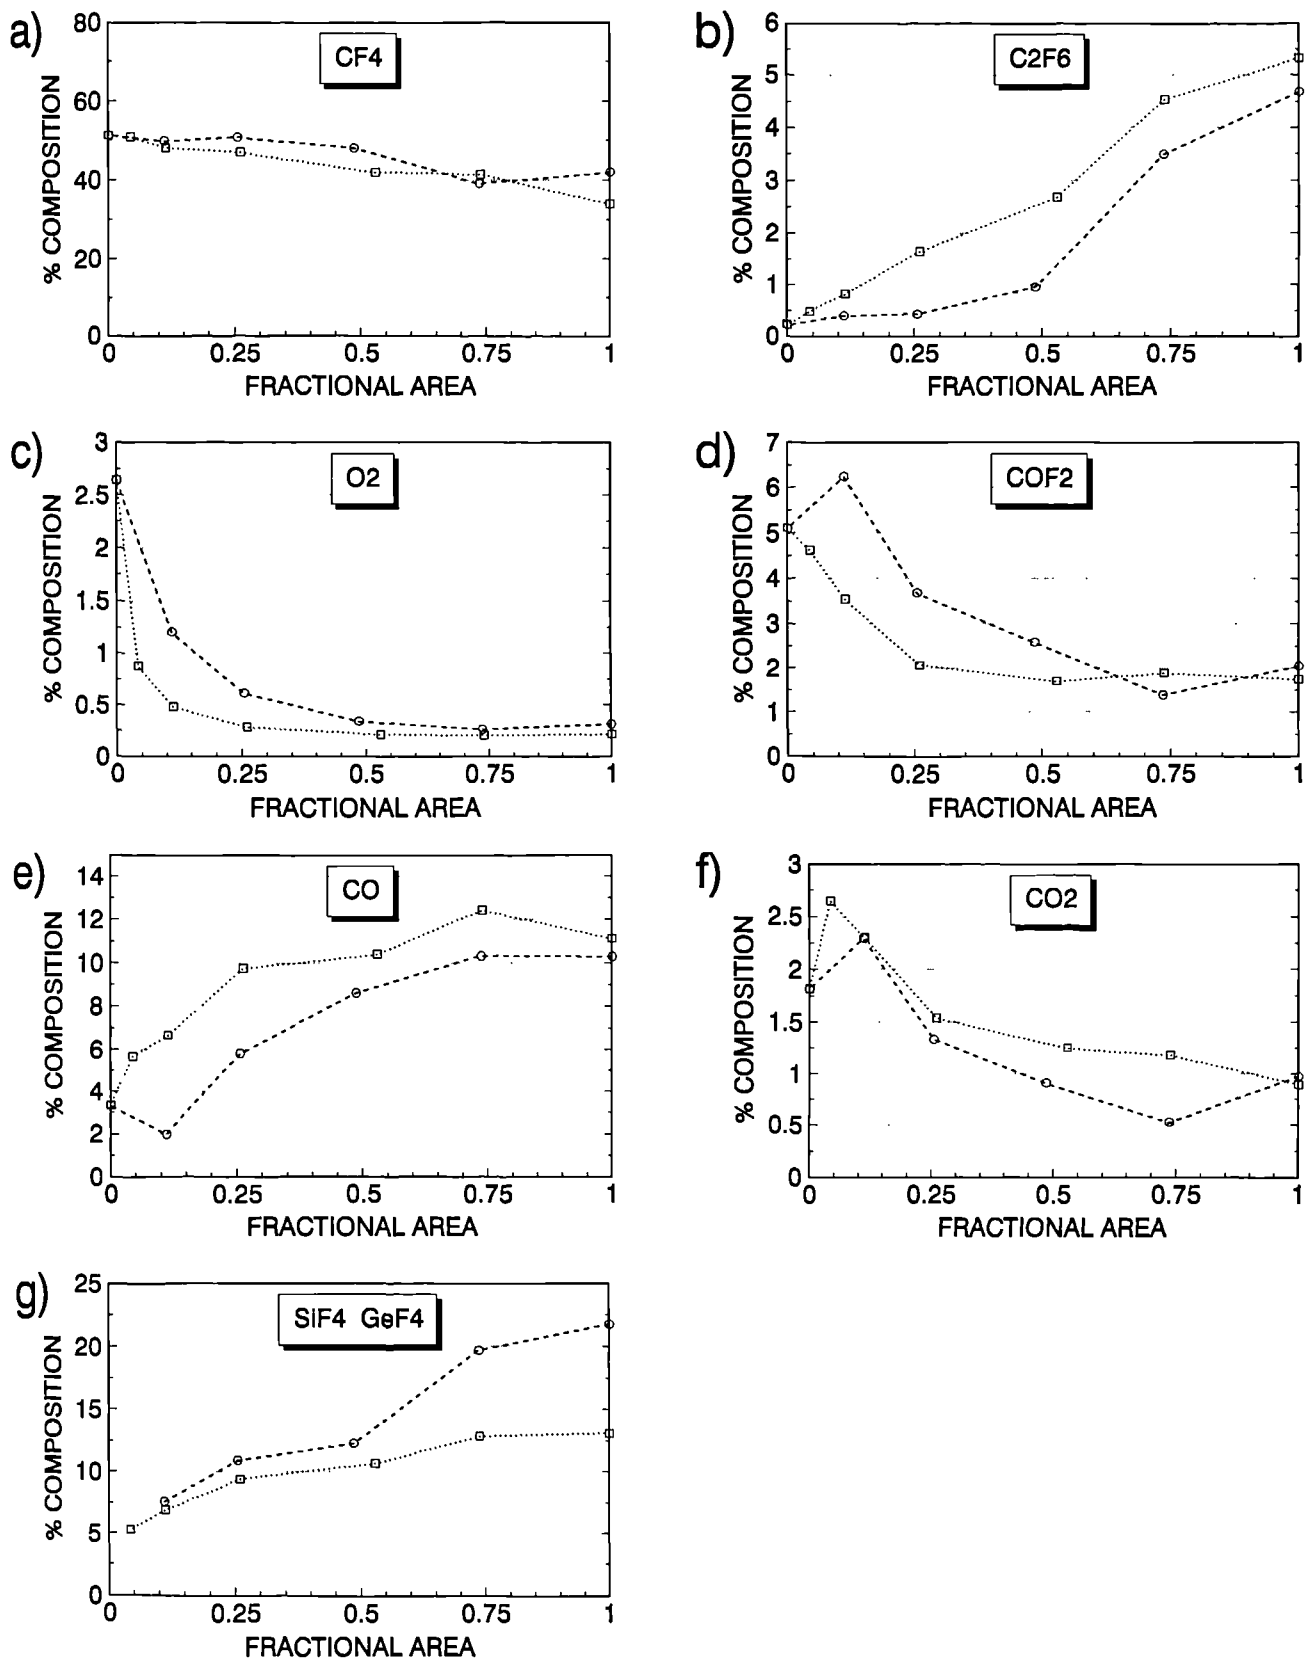 a)
CF4
% COMPOSITION
80
60
40
20
0
0 0.25 0.5 0.75 1
FRACTIONAL AREA
b)
C2F6
% COMPOSITION
6
5
4
3
2
1
0
0 0.25 0.5 0.75 1
FRACTIONAL AREA
c)
O2
% COMPOSITION
3
2.5
2
1.5
1
0.5
0
0 0.25 0.5 0.75 1
FRACTIONAL AREA
d)
COF2
% COMPOSITION
7
6
5
4
3
2
1
0
0 0.25 0.5 0.75 1
FRACTIONAL AREA
e)
CO
% COMPOSITION
14
12
10
8
6
4
2
0
0 0.25 0.5 0.75 1
FRACTIONAL AREA
f)
CO2
% COMPOSITION
3
2.5
2
1.5
1
0.5
0
0 0.25 0.5 0.75 1
FRACTIONAL AREA
g)
SiF4 GeF4
% COMPOSITION
25
20
15
10
5
0
0 0.25 0.5 0.75 1
FRACTIONAL AREA